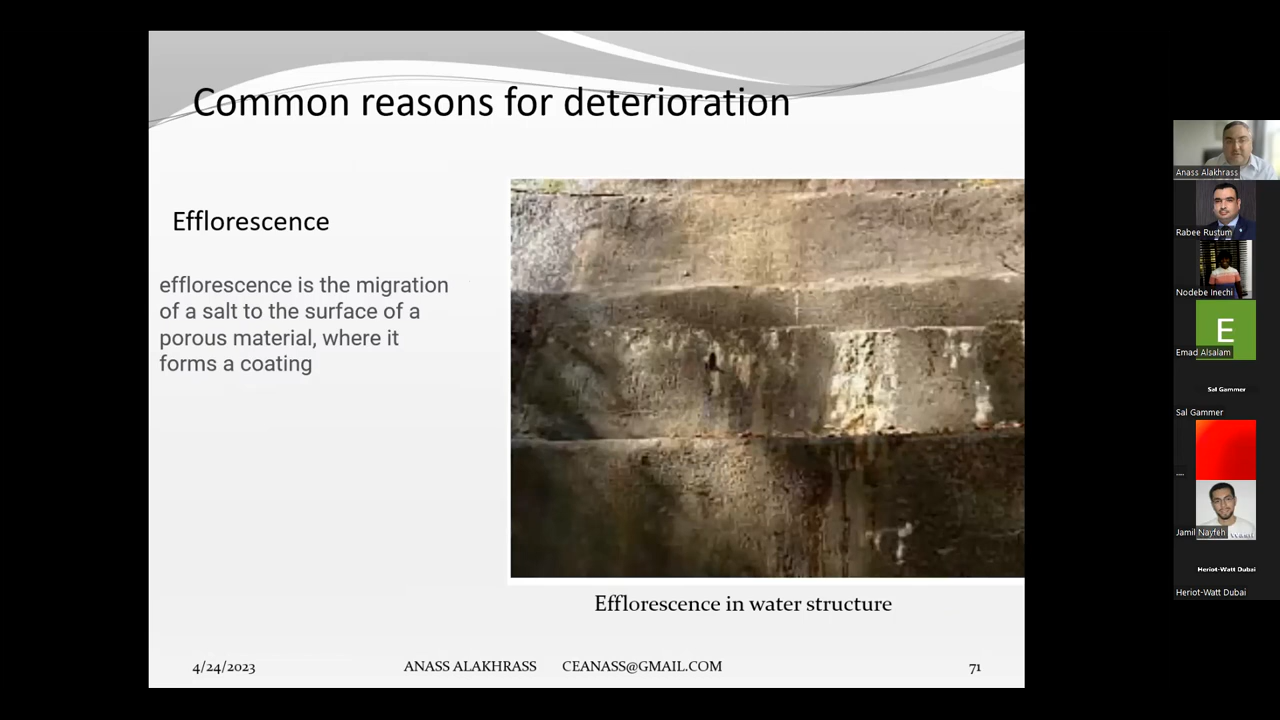 Common reasons for deterioration
Efflorescence
efflorescence is the migration
of a salt to the surface of a
porous material, where it
forms a coating
Efflorescence in water structure
4/24/2023
ANASS ALAKHRASS CEANASS@GMAIL.COM
71
Anass Alakhrass
Rabee Rustum
Nodebe Inechi
E
Emad Alsalam
Sal Gammer
Sal Gammer
Jamil Nayfeh
Heriot-Watt Dubai
Heriot-Watt Dubai